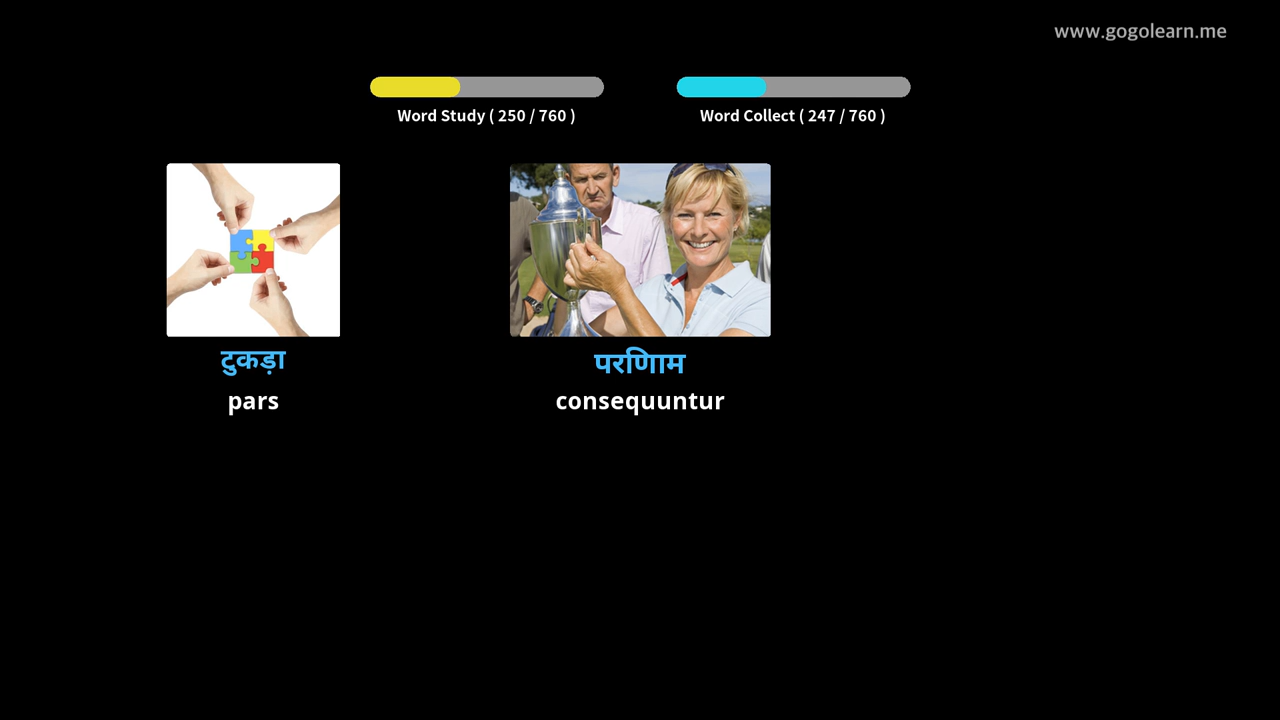 www.gogolearn.me
Word Study ( 250 / 760 )
Word Collect ( 247 / 760 )
टुकड़ा
परिणाम
pars
consequuntur